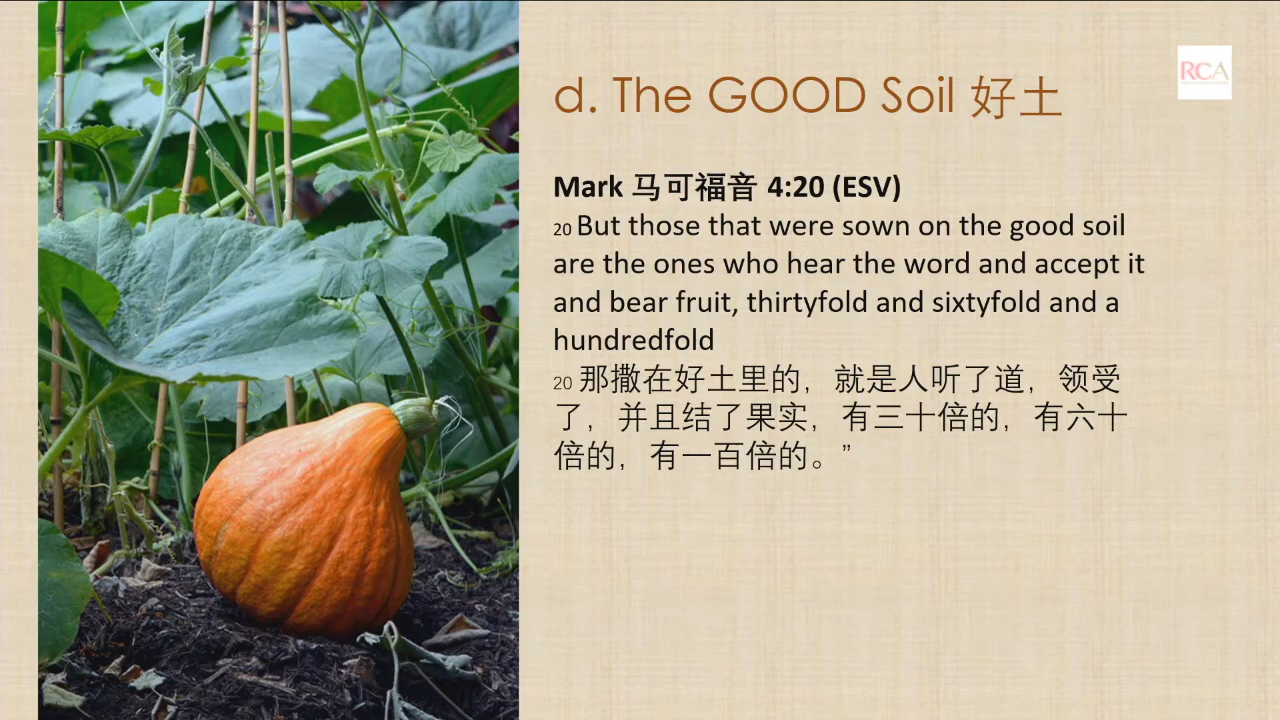 d. The GOOD Soil 好土
RCA
Mark 马可福音 4:20 (ESV)
20 But those that were sown on the good soil
are the ones who hear the word and accept it
and bear fruit, thirtyfold and sixtyfold and a
hundredfold
20 那撒在好土里的，就是人听了道，领受
了，并且结了果实，有三十倍的，有六十
倍的，有一百倍的。”